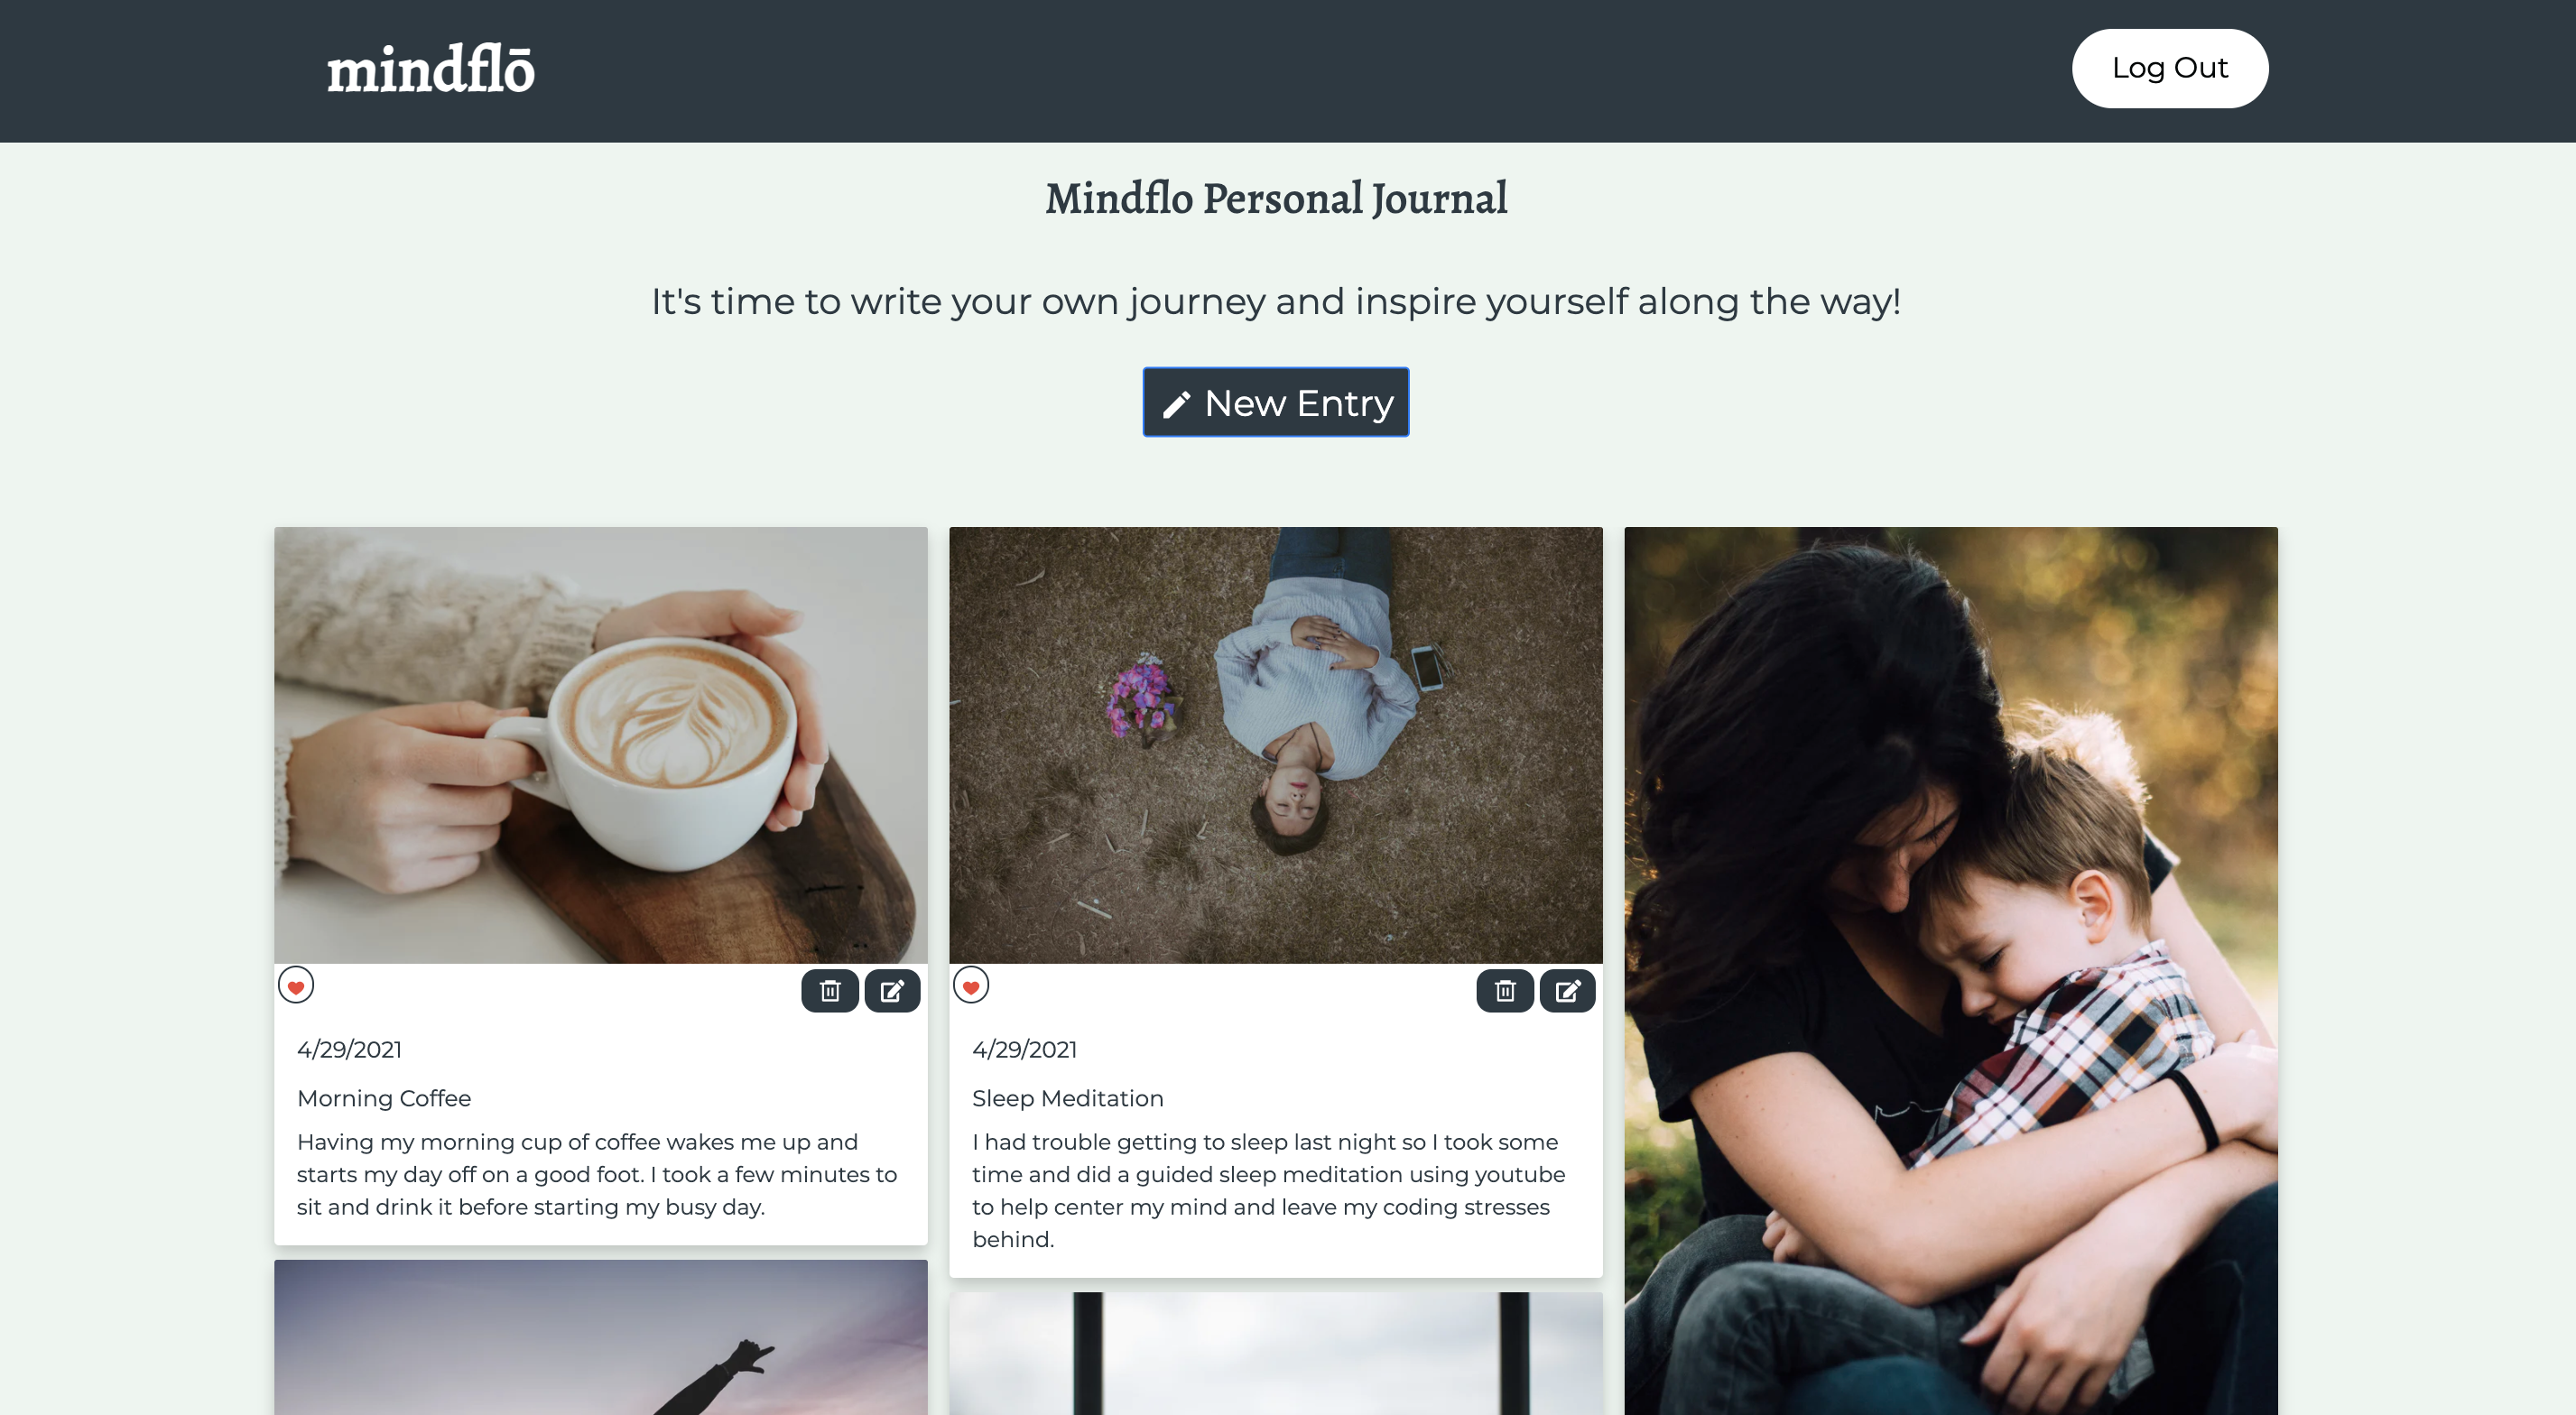 mindflō
Log Out
Mindflo Personal Journal
It's time to write your own journey and inspire yourself along the way!
New Entry
4/29/2021
Morning Coffee
Having my morning cup of coffee wakes me up and
starts my day off on a good foot. I took a few minutes to
sit and drink it before starting my busy day.
4/29/2021
Sleep Meditation
I had trouble getting to sleep last night so I took some
time and did a guided sleep meditation using youtube
to help center my mind and leave my coding stresses
behind.